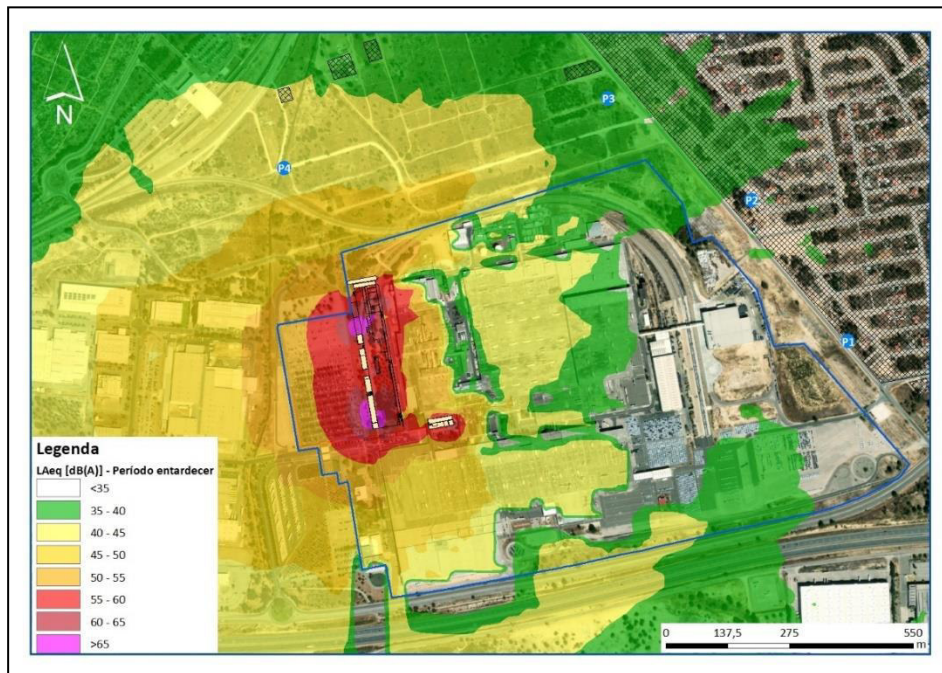 N
P3
P4
P2
P1
Legenda
LAeq [dB(A)] - Período entardecer
<35
35 - 40
40 - 45
45 - 50
50 - 55
55 - 60
60 - 65
>65
0 137,5 275 550
m